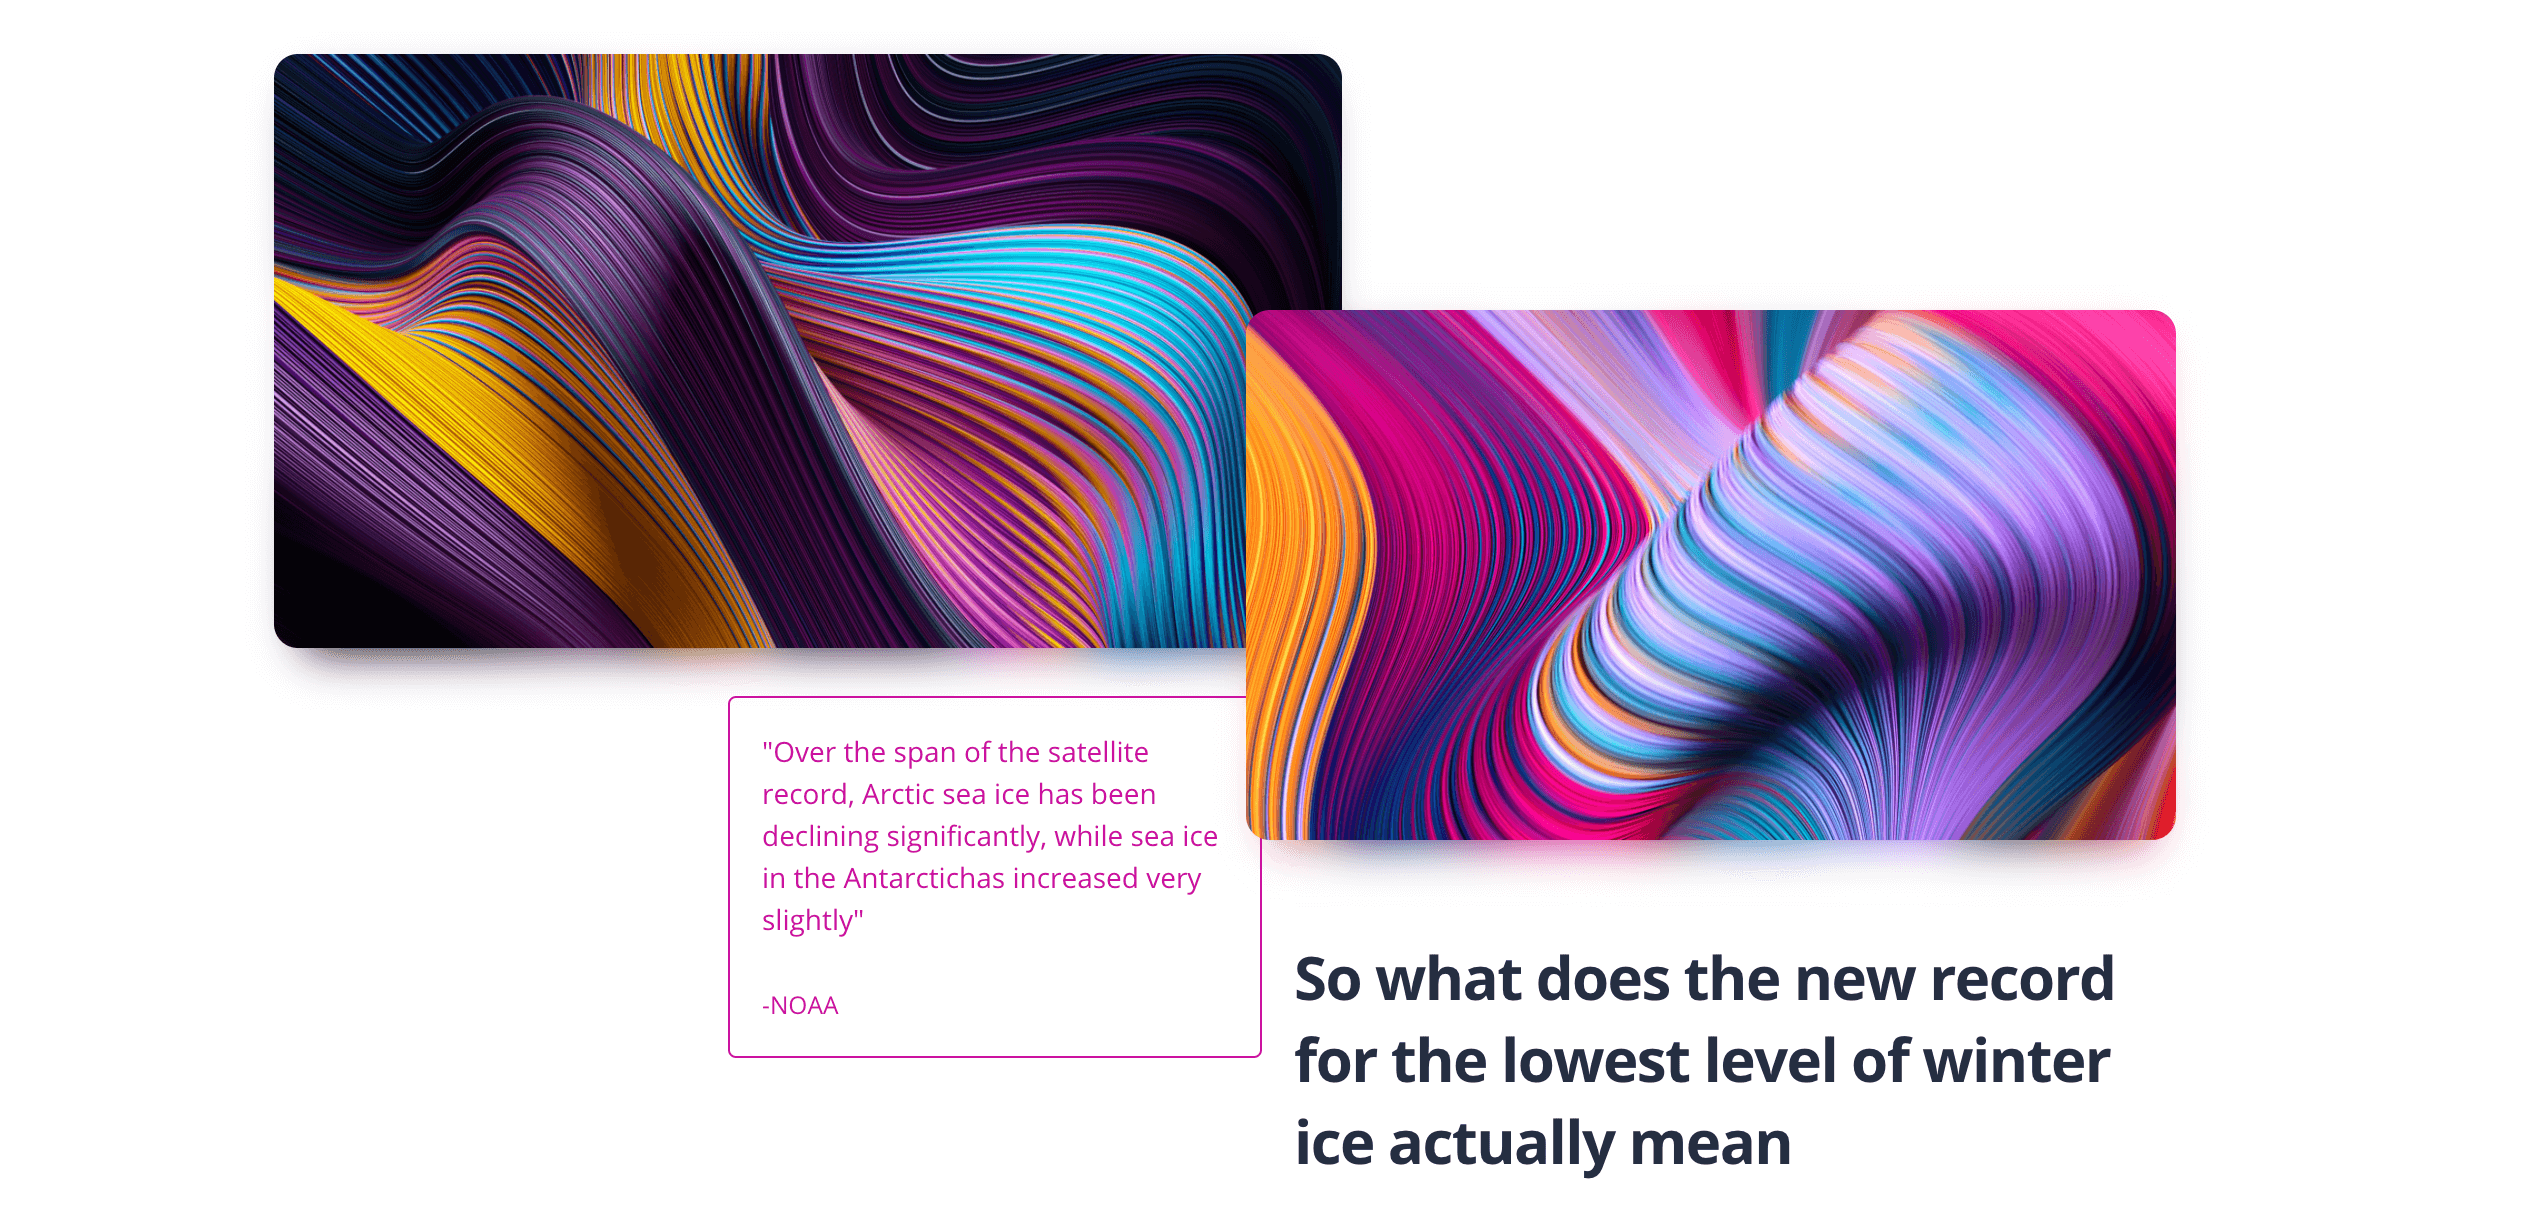 "Over the span of the satellite
record, Arctic sea ice has been
declining significantly, while sea ice
in the Antarctichas increased very
slightly"
-NOAA
So what does the new record
for the lowest level of winter
ice actually mean